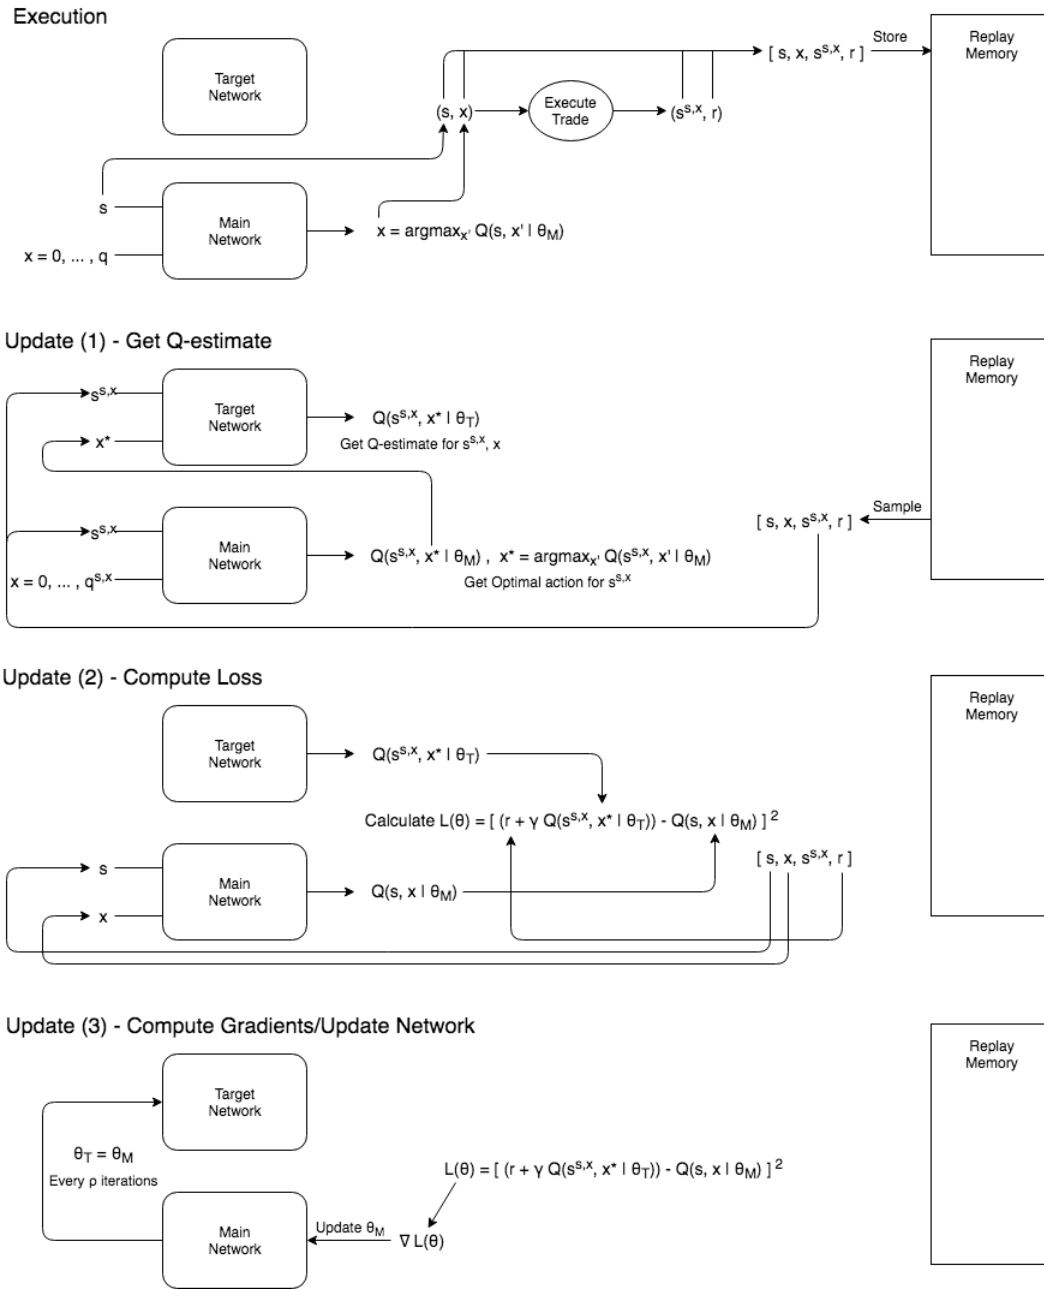 Execution
Target
Network
(s, x)
Execute
Trade
(s^{s,x}, r)
[ s, x, s^{s,x}, r ]
Store
Replay
Memory
s
x = 0, ... , q
Main
Network
x = argmax_{x'} Q(s, x' | θ_M)
Update (1) - Get Q-estimate
s^{s,x}
x*
Target
Network
Q(s^{s,x}, x* | θ_T)
Get Q-estimate for s^{s,x}, x
Replay
Memory
s^{s,x}
x = 0, ... , q^{s,x}
Main
Network
Q(s^{s,x}, x* | θ_M) , x* = argmax_{x'} Q(s^{s,x}, x' | θ_M)
Get Optimal action for s^{s,x}
[ s, x, s^{s,x}, r ]
Sample
Update (2) - Compute Loss
Target
Network
Q(s^{s,x}, x* | θ_T)
Replay
Memory
Calculate L(θ) = [ (r + γ Q(s^{s,x}, x* | θ_T)) - Q(s, x | θ_M) ]^2
s
x
Main
Network
Q(s, x | θ_M)
[ s, x, s^{s,x}, r ]
Update (3) - Compute Gradients/Update Network
Target
Network
Replay
Memory
θ_T = θ_M
Every ρ iterations
L(θ) = [ (r + γ Q(s^{s,x}, x* | θ_T)) - Q(s, x | θ_M) ]^2
Main
Network
Update θ_M
∇ L(θ)